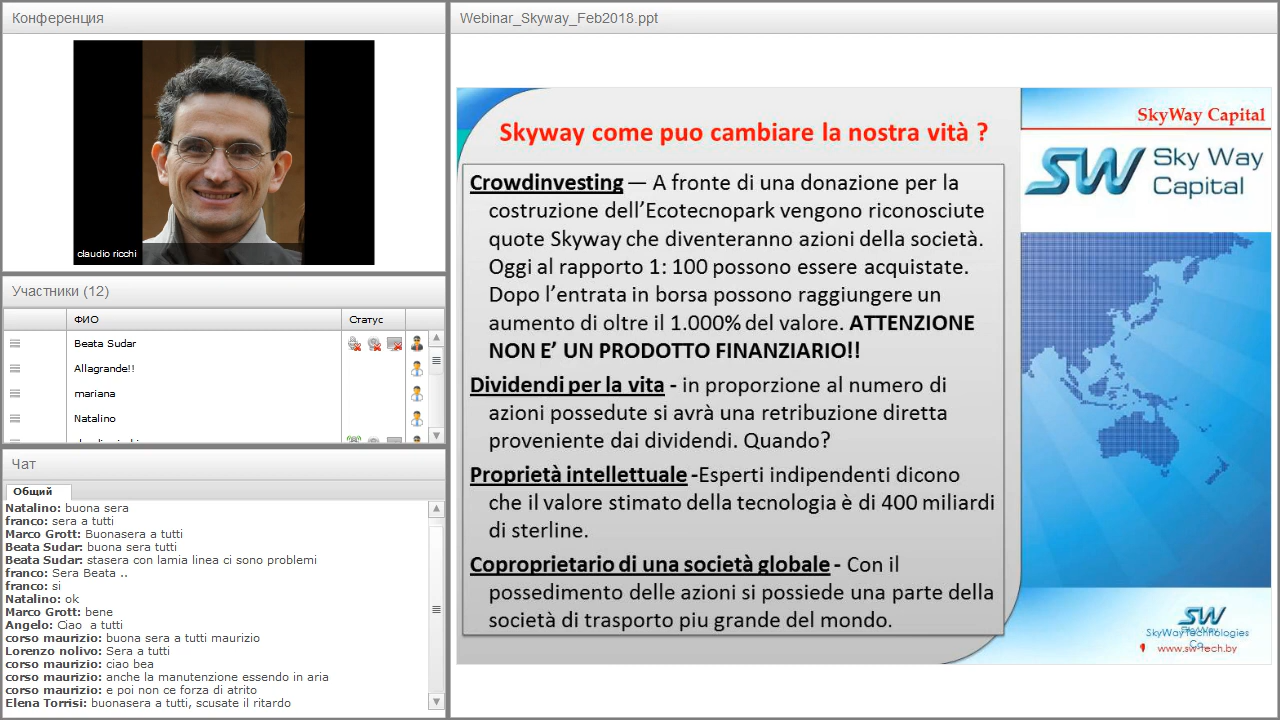 Конференция
claudio ricchi
Участники (12)
ФИО
Статус
Beata Sudar
Allagrande!!
mariana
Natalino
Чат
Общий
Natalino: buona sera
franco: sera a tutti
Marco Grott: Buonasera a tutti
Beata Sudar: buona sera tutti
Beata Sudar: stasera con lamia linea ci sono problemi
franco: Sera Beata ..
franco: si
Natalino: ok
Marco Grott: bene
Angelo: Ciao a tutti
corso maurizio: buona sera a tutti maurizio
Lorenzo nolivo: Sera a tutti
corso maurizio: ciao bea
corso maurizio: anche la manutenzione essendo in aria
corso maurizio: e poi non ce forza di atrito
Elena Torrisi: buonasera a tutti, scusate il ritardo
Webinar_Skyway_Feb2018.ppt
Skyway come puo cambiare la nostra vità ?
Crowdinvesting — A fronte di una donazione per la
costruzione dell’Ecotecnopark vengono riconosciute
quote Skyway che diventeranno azioni della società.
Oggi al rapporto 1: 100 possono essere acquistate.
Dopo l’entrata in borsa possono raggiungere un
aumento di oltre il 1.000% del valore. ATTENZIONE
NON E’ UN PRODOTTO FINANZIARIO!!
Dividendi per la vita - in proporzione al numero di
azioni possedute si avrà una retribuzione diretta
proveniente dai dividendi. Quando?
Proprietà intellettuale -Esperti indipendenti dicono
che il valore stimato della tecnologia è di 400 miliardi
di sterline.
Coproprietario di una società globale - Con il
possedimento delle azioni si possiede una parte della
società di trasporto piu grande del mondo.
SkyWay Capital
SW Sky Way
Capital
SW
SkyWay
SkyWay Technologies
Co.
www.sw-tech.by